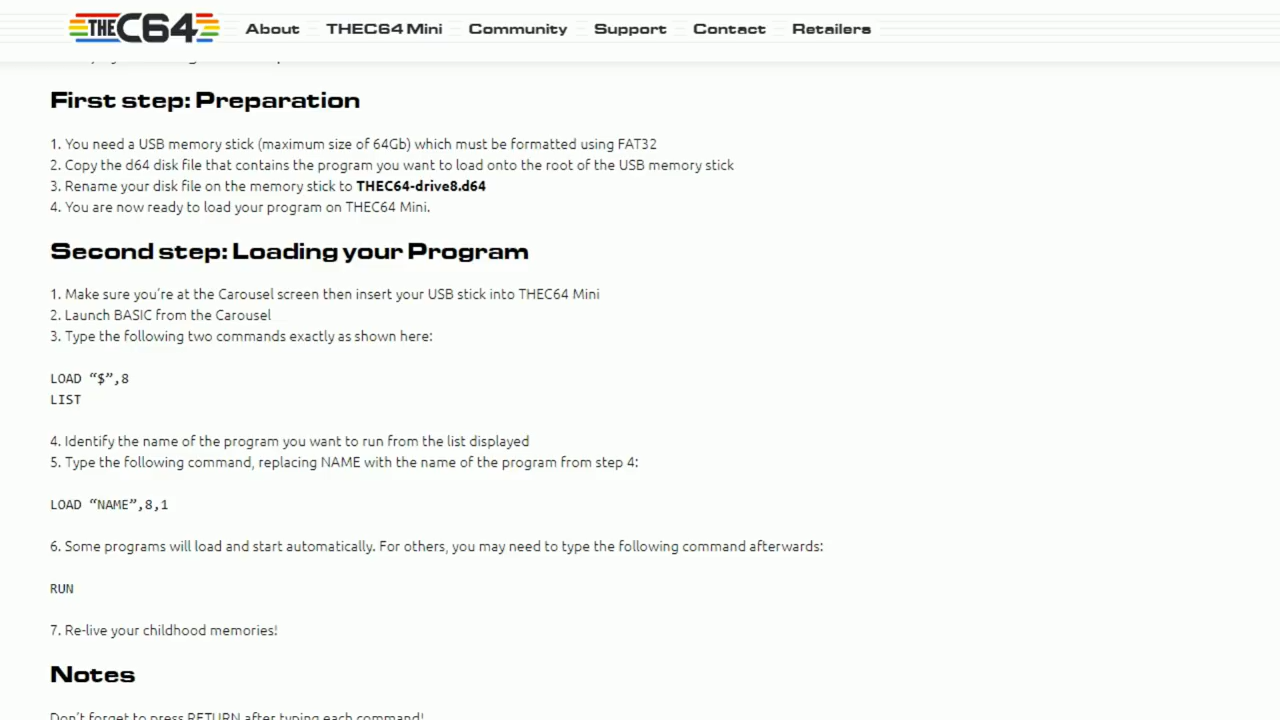 THEC64 About THEC64 Mini Community Support Contact Retailers
First step: Preparation
1. You need a USB memory stick (maximum size of 64Gb) which must be formatted using FAT32
2. Copy the d64 disk file that contains the program you want to load onto the root of the USB memory stick
3. Rename your disk file on the memory stick to THEC64-drive8.d64
4. You are now ready to load your program on THEC64 Mini.
Second step: Loading your Program
1. Make sure you’re at the Carousel screen then insert your USB stick into THEC64 Mini
2. Launch BASIC from the Carousel
3. Type the following two commands exactly as shown here:
LOAD “$”,8
LIST
4. Identify the name of the program you want to run from the list displayed
5. Type the following command, replacing NAME with the name of the program from step 4:
LOAD “NAME”,8,1
6. Some programs will load and start automatically. For others, you may need to type the following command afterwards:
RUN
7. Re-live your childhood memories!
Notes
Don’t forget to press RETURN after typing each command!